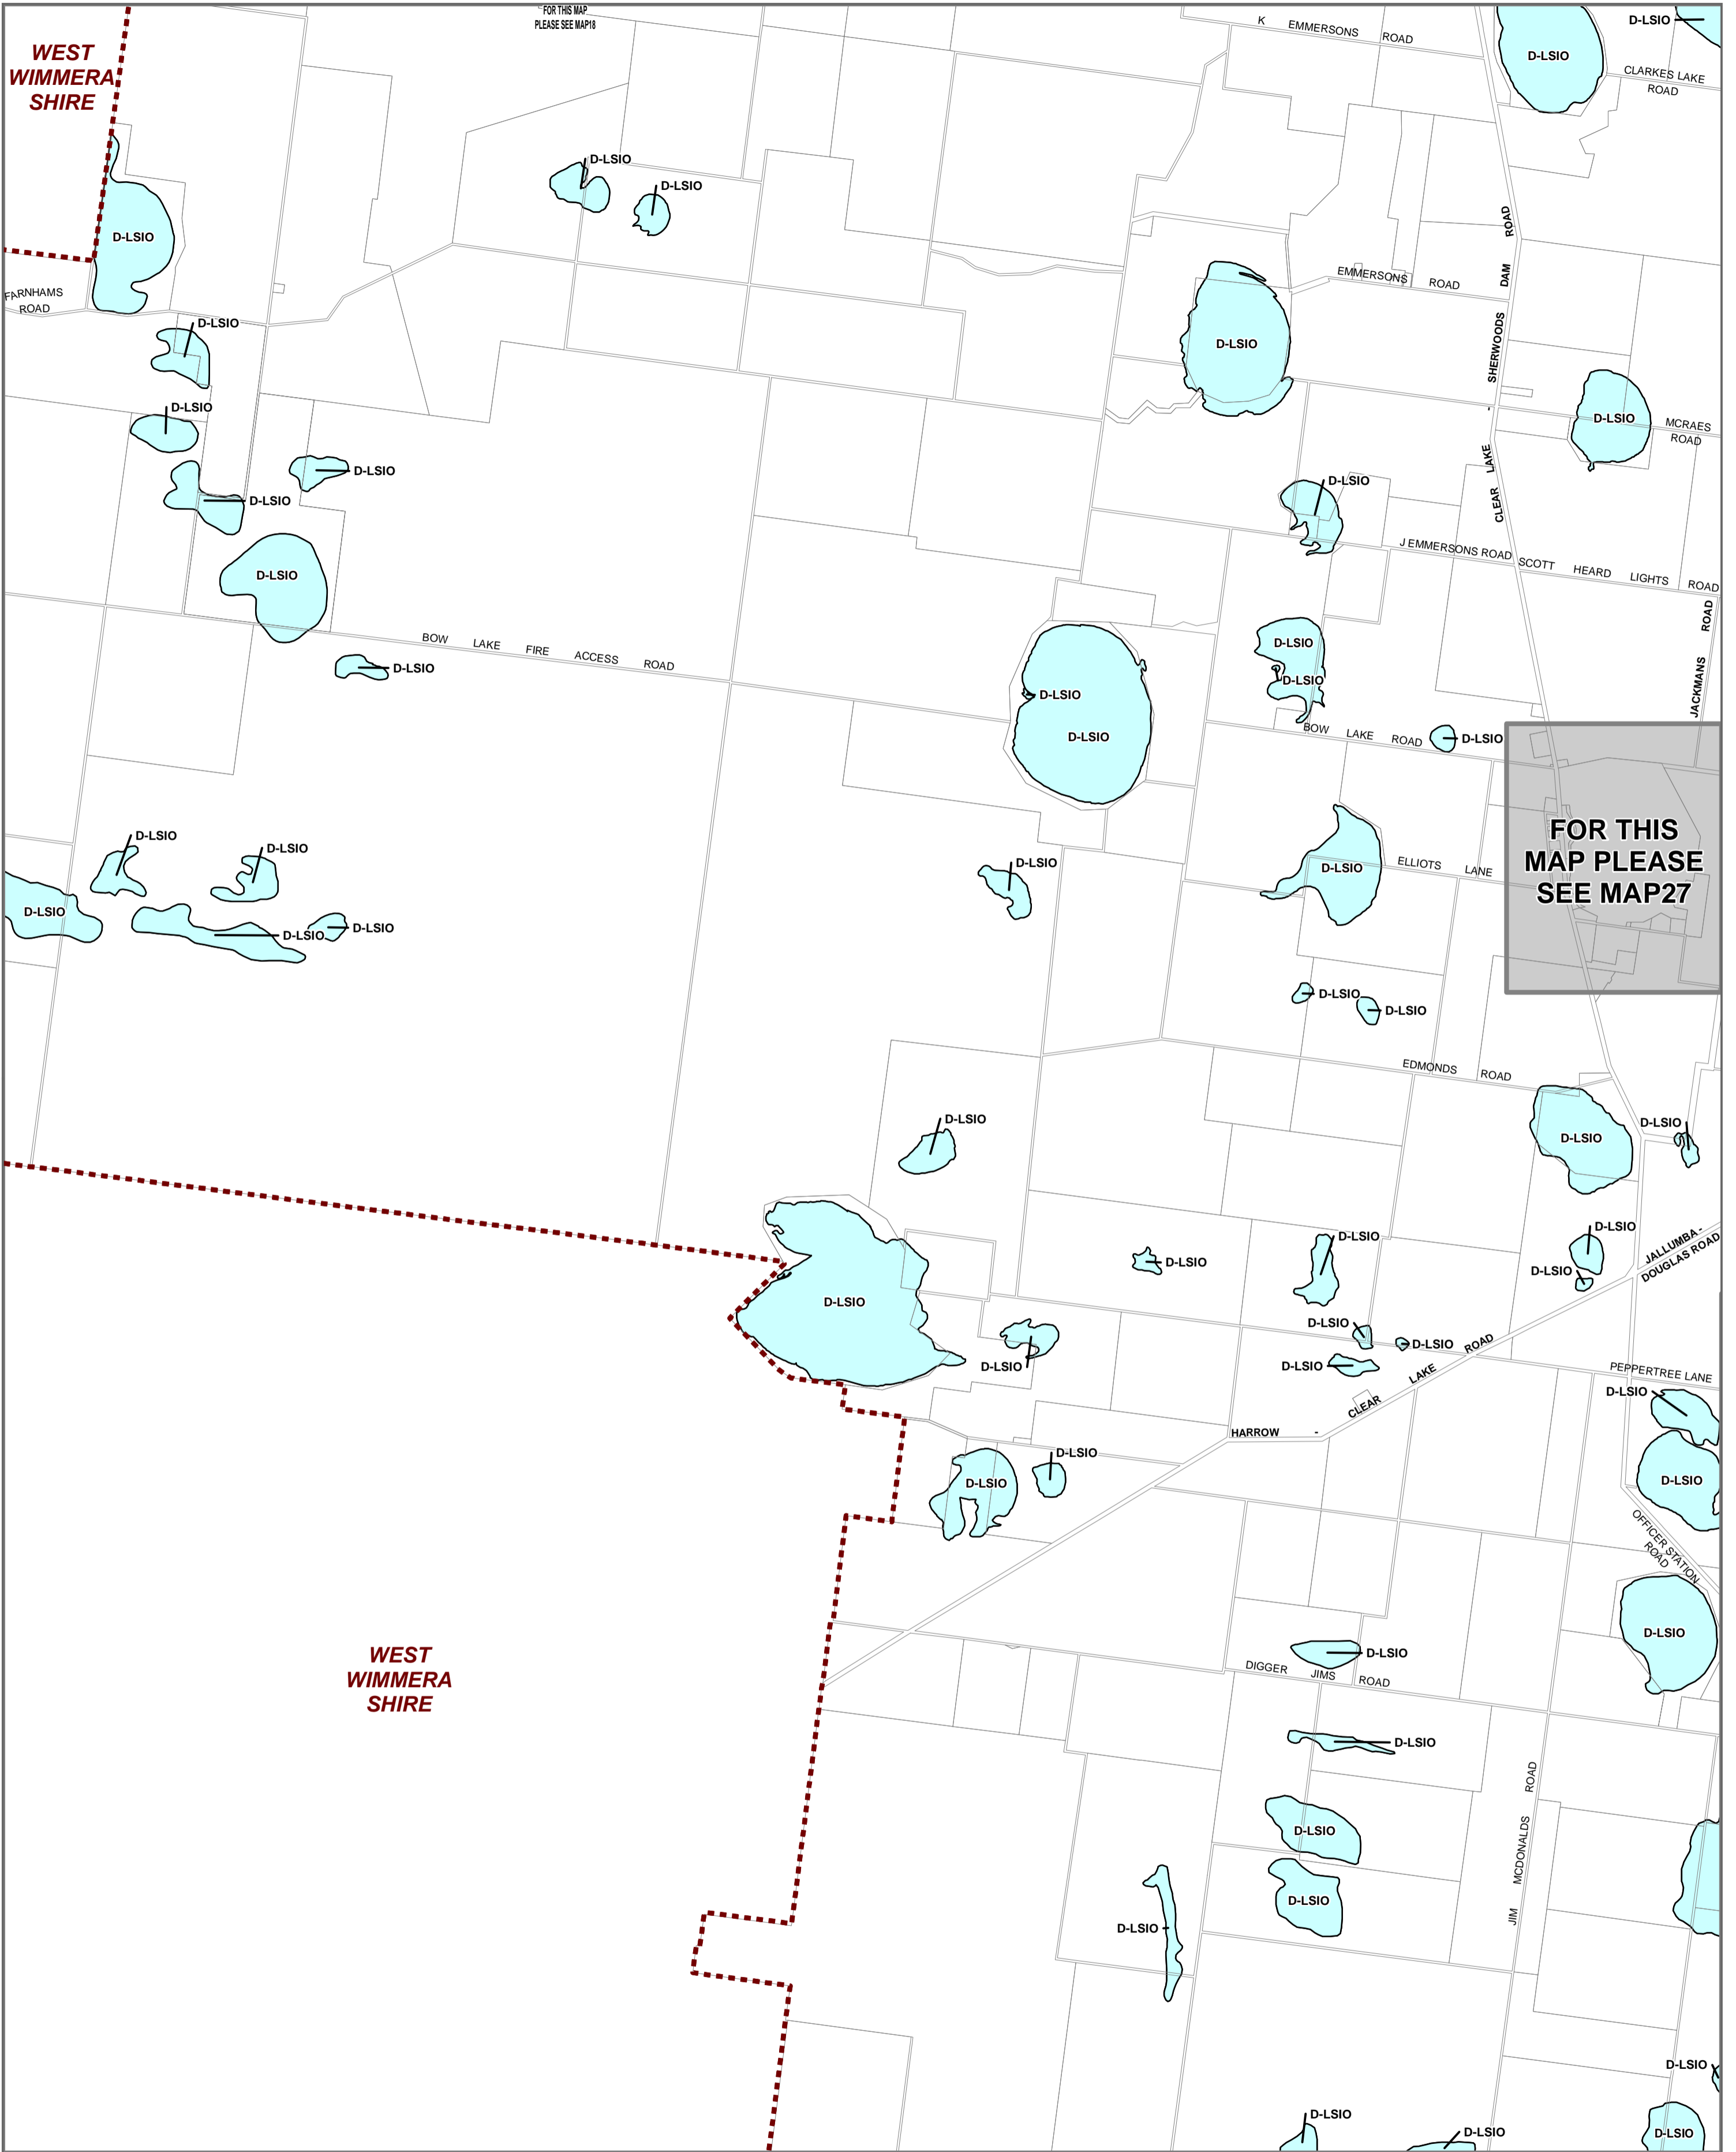 FOR THIS MAP
PLEASE SEE MAP18
K EMMERSONS ROAD
D-LSIO
WEST
WIMMERA
SHIRE
D-LSIO
CLARKES LAKE
ROAD
D-LSIO
D-LSIO
D-LSIO
SHERWOODS DAM ROAD
EMMERSONS ROAD
FARNHAMS
ROAD
D-LSIO
D-LSIO
D-LSIO
D-LSIO
MCRAES
ROAD
CLEAR LAKE -
D-LSIO
D-LSIO
D-LSIO
J EMMERSONS ROAD
SCOTT HEARD LIGHTS ROAD
D-LSIO
JACKMANS ROAD
BOW LAKE FIRE ACCESS ROAD
D-LSIO
D-LSIO
D-LSIO
D-LSIO
D-LSIO
BOW LAKE ROAD
D-LSIO
FOR THIS
MAP PLEASE
SEE MAP27
D-LSIO
D-LSIO
D-LSIO
D-LSIO
ELLIOTS LANE
D-LSIO
D-LSIO
D-LSIO
D-LSIO
D-LSIO
EDMONDS ROAD
D-LSIO
D-LSIO
D-LSIO
D-LSIO
D-LSIO
JALLUMBA -
DOUGLAS ROAD
D-LSIO
D-LSIO
D-LSIO
D-LSIO
D-LSIO
D-LSIO
D-LSIO
PEPPERTREE LANE
D-LSIO
HARROW - CLEAR LAKE ROAD
D-LSIO
D-LSIO
D-LSIO
OFFICER STATION
ROAD
D-LSIO
WEST
WIMMERA
SHIRE
D-LSIO
DIGGER JIMS ROAD
D-LSIO
JIM MCDONALDS ROAD
D-LSIO
D-LSIO
D-LSIO
D-LSIO
D-LSIO
D-LSIO
D-LSIO